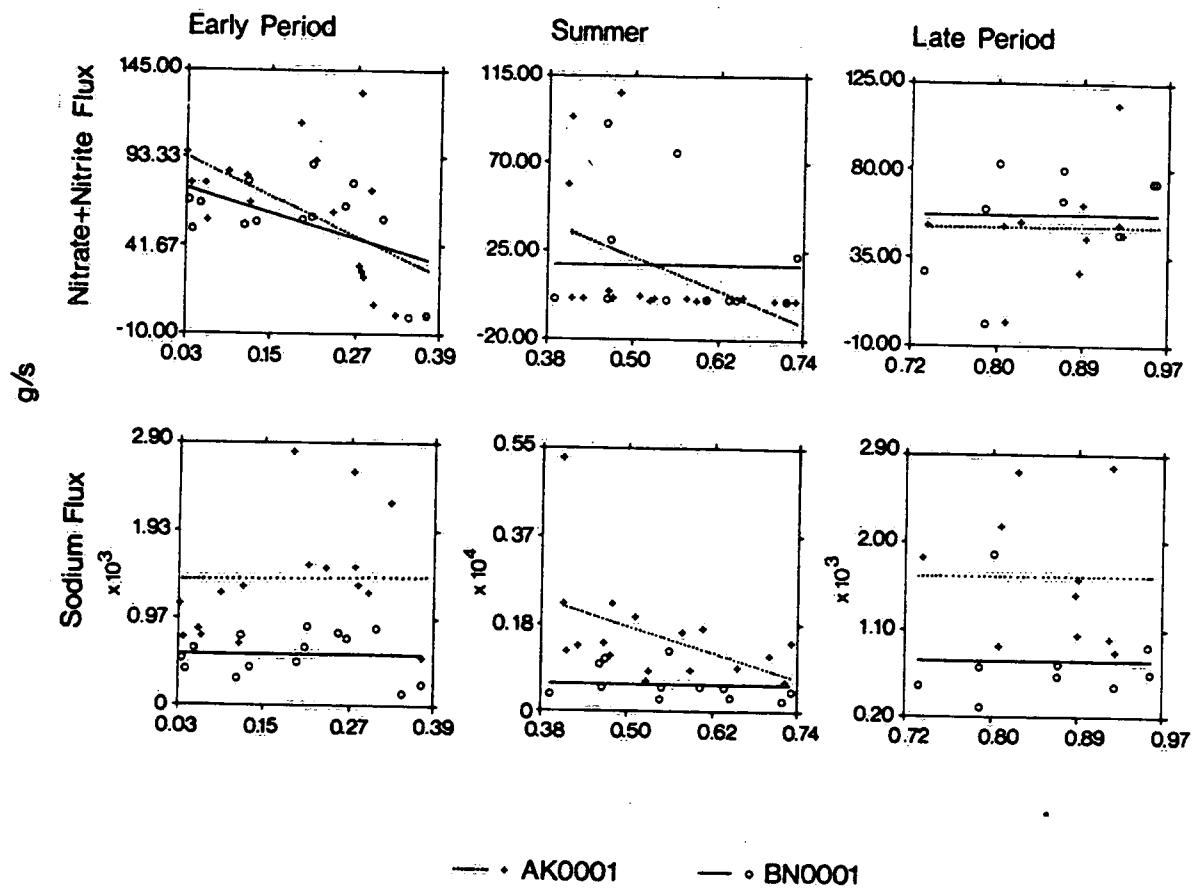 Early Period
Summer
Late Period
Nitrate+Nitrite Flux
145.00
93.33
41.67
-10.00
0.03 0.15 0.27 0.39
115.00
70.00
25.00
-20.00
0.38 0.50 0.62 0.74
125.00
80.00
35.00
-10.00
0.72 0.80 0.89 0.97
g/s
Sodium Flux
x10³
2.90
1.93
0.97
0
0.03 0.15 0.27 0.39
x10⁴
0.55
0.37
0.18
0
0.38 0.50 0.62 0.74
x10³
2.90
2.00
1.10
0.20
0.72 0.80 0.89 0.97
AK0001
BN0001